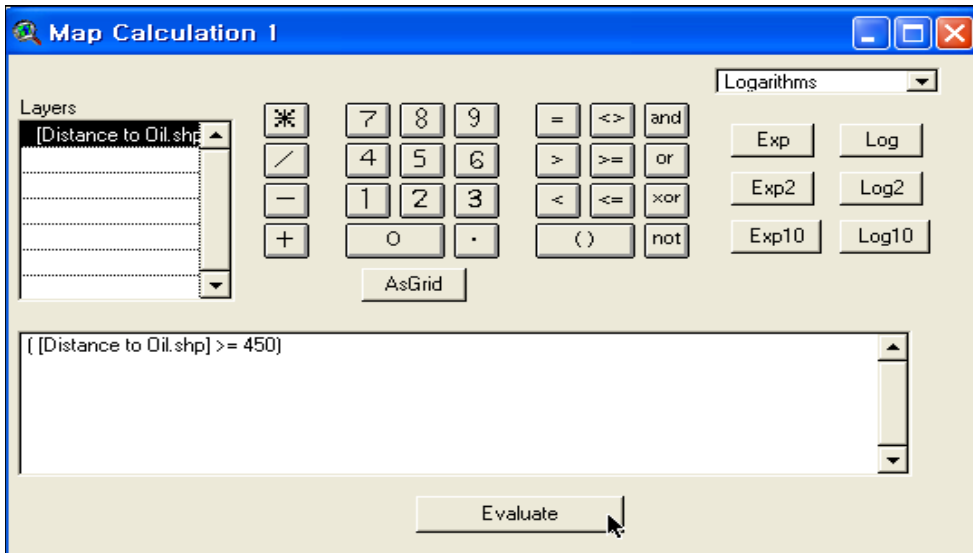 Map Calculation 1
Logarithms
Layers
[Distance to Oil.shp
* 7 8 9 = <> and
/ 4 5 6 > >= or
- 1 2 3 < <= xor
+ 0 . ( ) not
Exp Log
Exp2 Log2
Exp10 Log10
AsGrid
( [Distance to Oil.shp] >= 450)
Evaluate